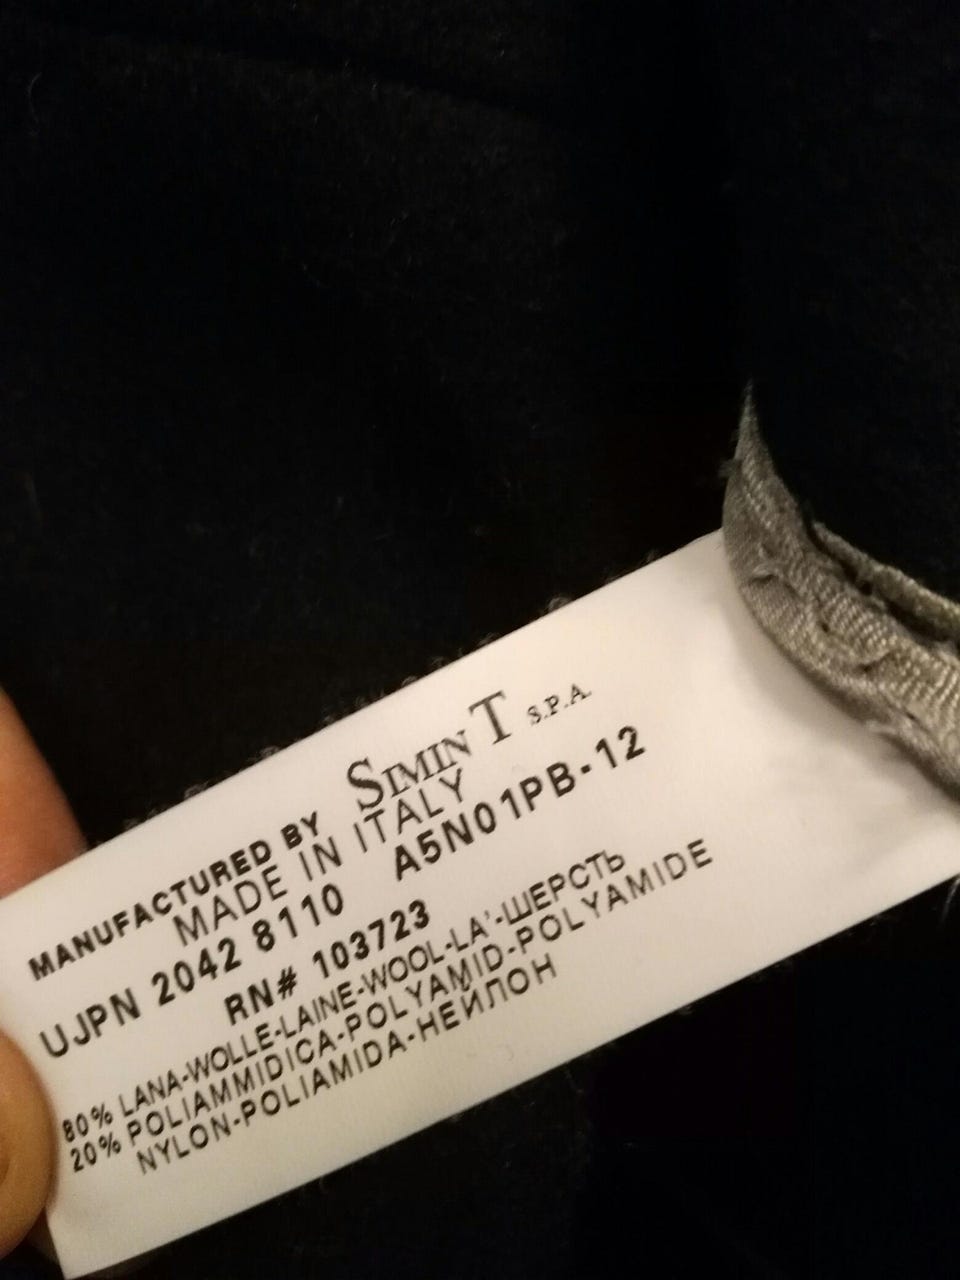 MANUFACTURED BY SIMIN T S.P.A.
MADE IN ITALY
UJPN 2042 8110 A5N01PB-12
RN# 103723
80% LANA-WOLLE-LAINE-WOOL-LA'-ШЕРСТЬ
20% POLIAMMIDICA-POLYAMID-POLYAMIDE
NYLON-POLIAMIDA-НЕЙЛОН